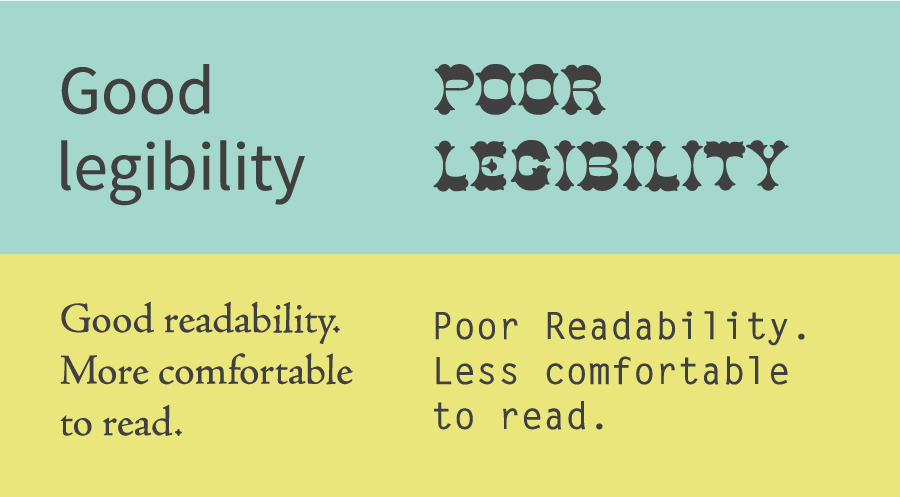 Good
legibility
POOR
LEGIBILITY
Good readability.
More comfortable
to read.
Poor Readability.
Less comfortable
to read.